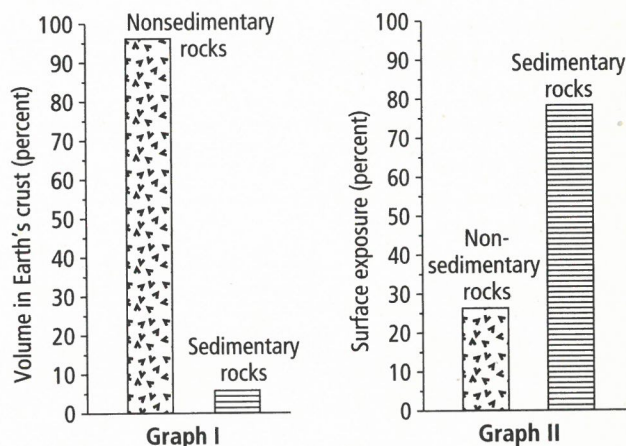 Nonsedimentary
rocks
Volume in Earth's crust (percent)
100
90
80
70
60
50
40
30
20
10
0
Sedimentary
rocks
Graph I
Surface exposure (percent)
100
90
80
70
60
50
40
30
20
10
0
Sedimentary
rocks
Non-
sedimentary
rocks
Graph II